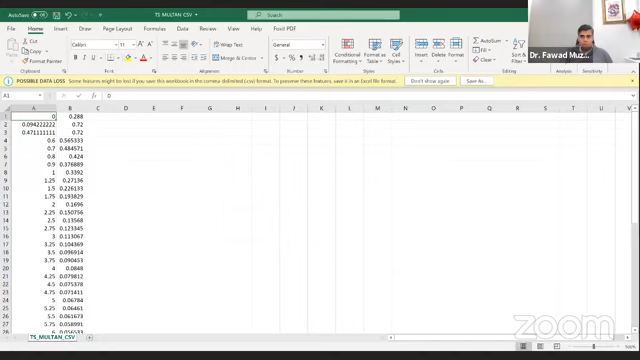 AutoSave Off TS_MULTAN_CSV Search
File Home Insert Page Layout Formulas Data Review View Help Foxit PDF
Cut
Copy
Format Painter
Calibri 11 Wrap Text General
B I U Merge & Center $ %
Conditional Formatting Format as Table Cell Styles Insert Delete Format
AutoSum Fill Clear Sort &
Clipboard Font Alignment Number Styles Cells Analysis Sensitivity
Dr. Fawad Muz...
POSSIBLE DATA LOSS Some features might be lost if you save this workbook in the comma-delimited (.csv) format. To preserve these features, save it in an Excel file format. Don't show again Save As...
A1 0
A B C D E F G H I J K L M N O P Q R S T U V
1 0 0.288
2 0.094222222 0.72
3 0.471111111 0.72
4 0.6 0.565333
5 0.7 0.484571
6 0.8 0.424
7 0.9 0.376889
8 1 0.3392
9 1.25 0.27136
10 1.5 0.226133
11 1.75 0.193829
12 2 0.1696
13 2.25 0.150756
14 2.5 0.13568
15 2.75 0.123345
16 3 0.113067
17 3.25 0.104369
18 3.5 0.096914
19 3.75 0.090453
20 4 0.0848
21 4.25 0.079812
22 4.5 0.075378
23 4.75 0.071411
24 5 0.06784
25 5.25 0.06461
26 5.5 0.061673
27 5.75 0.058991
28 6 0.056533
TS_MULTAN_CSV
zoom
100%